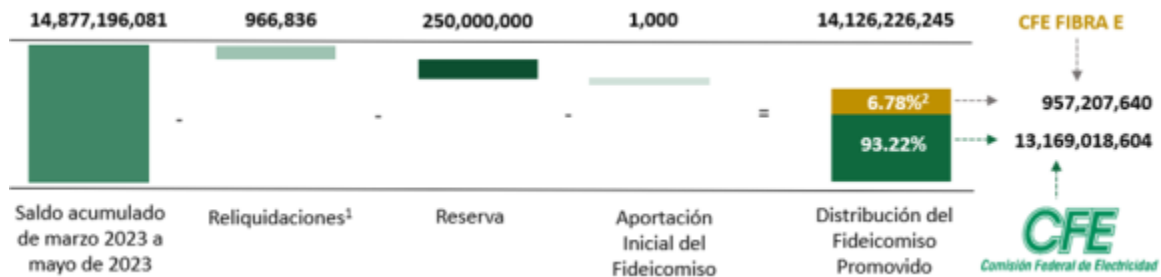 14,877,196,081 966,836 250,000,000 1,000 14,126,226,245 CFE FIBRA E
6.78%² 957,207,640
- - - =
93.22% 13,169,018,604
Saldo acumulado
de marzo 2023 a
mayo de 2023
Reliquidaciones¹
Reserva
Aportación
Inicial del
Fideicomiso
Distribución del
Fideicomiso
Promovido
CFE
Comisión Federal de Electricidad